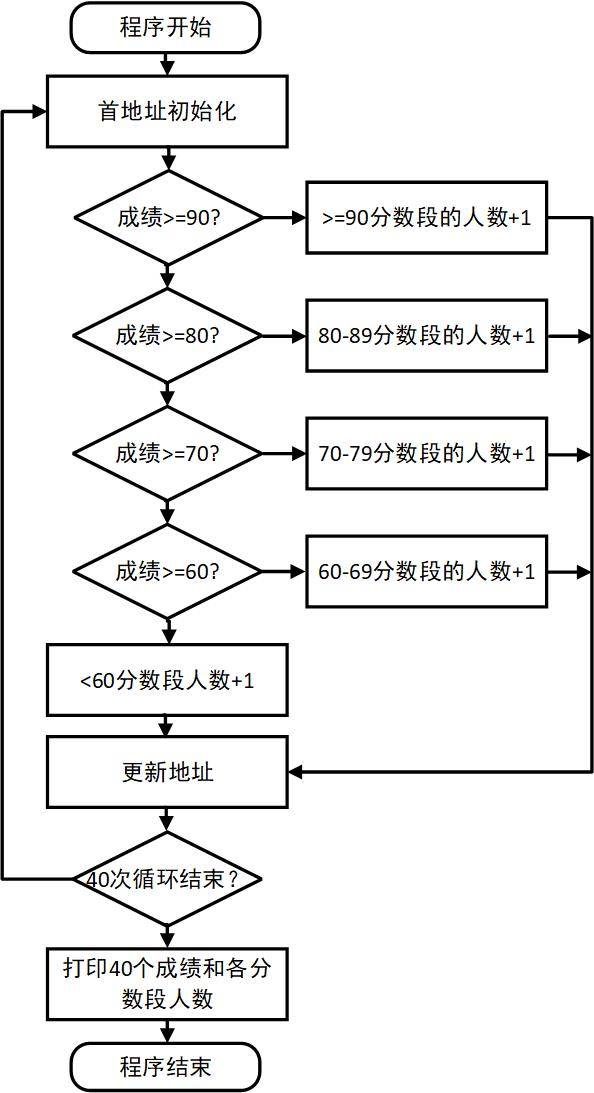 程序开始
首地址初始化
成绩>=90?
>=90分数段的人数+1
成绩>=80?
80-89分数段的人数+1
成绩>=70?
70-79分数段的人数+1
成绩>=60?
60-69分数段的人数+1
<60分数段人数+1
更新地址
40次循环结束？
打印40个成绩和各分
数段人数
程序结束